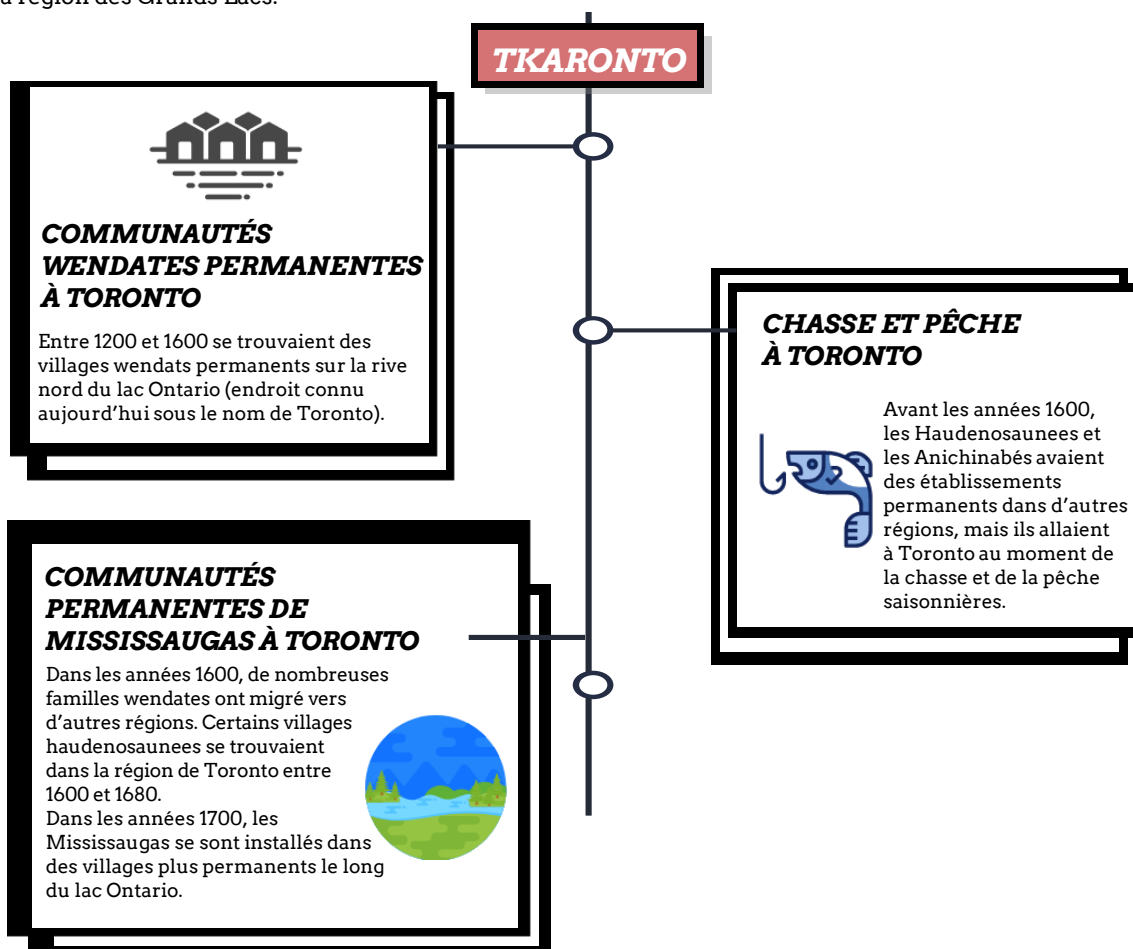 région des Grands Lacs.
TKARONTO
COMMUNAUTÉS
WENDATES PERMANENTES
À TORONTO
Entre 1200 et 1600 se trouvaient des
villages wendats permanents sur la rive
nord du lac Ontario (endroit connu
aujourd’hui sous le nom de Toronto).
CHASSE ET PÊCHE
À TORONTO
Avant les années 1600,
les Haudenosaunees et
les Anichinabés avaient
des établissements
permanents dans d’autres
régions, mais ils allaient
à Toronto au moment de
la chasse et de la pêche
saisonnières.
COMMUNAUTÉS
PERMANENTES DE
MISSISSAUGAS À TORONTO
Dans les années 1600, de nombreuses
familles wendates ont migré vers
d’autres régions. Certains villages
haudenosaunees se trouvaient
dans la région de Toronto entre
1600 et 1680.
Dans les années 1700, les
Mississaugas se sont installés dans
des villages plus permanents le long
du lac Ontario.